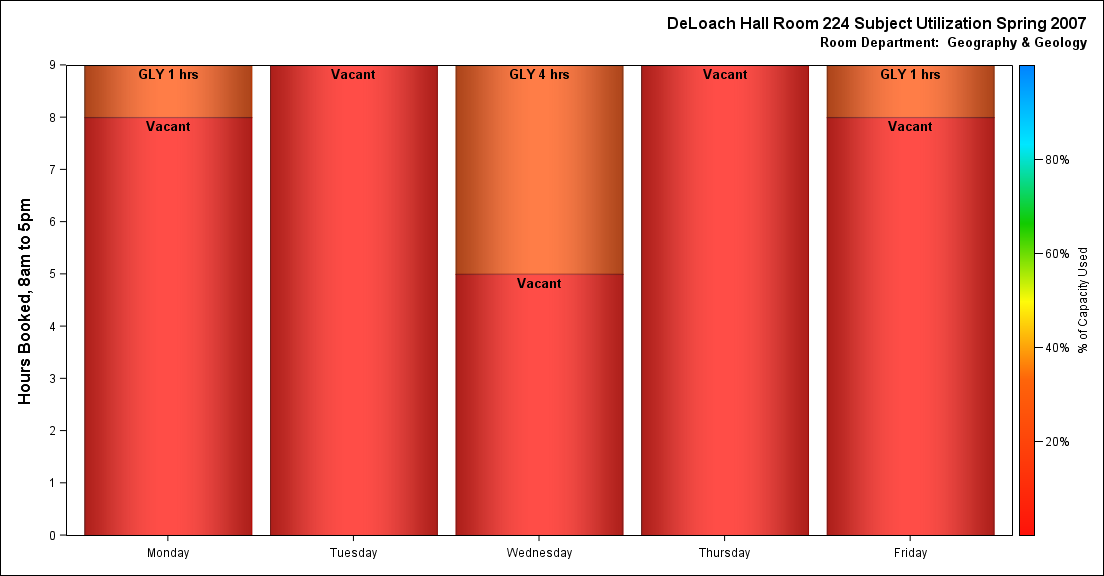 DeLoach Hall Room 224 Subject Utilization Spring 2007
Room Department: Geography & Geology
Hours Booked, 8am to 5pm
9
8
7
6
5
4
3
2
1
0
GLY 1 hrs
Vacant
Vacant
GLY 4 hrs
Vacant
Vacant
GLY 1 hrs
Vacant
Monday
Tuesday
Wednesday
Thursday
Friday
80%
60%
40%
20%
% of Capacity Used